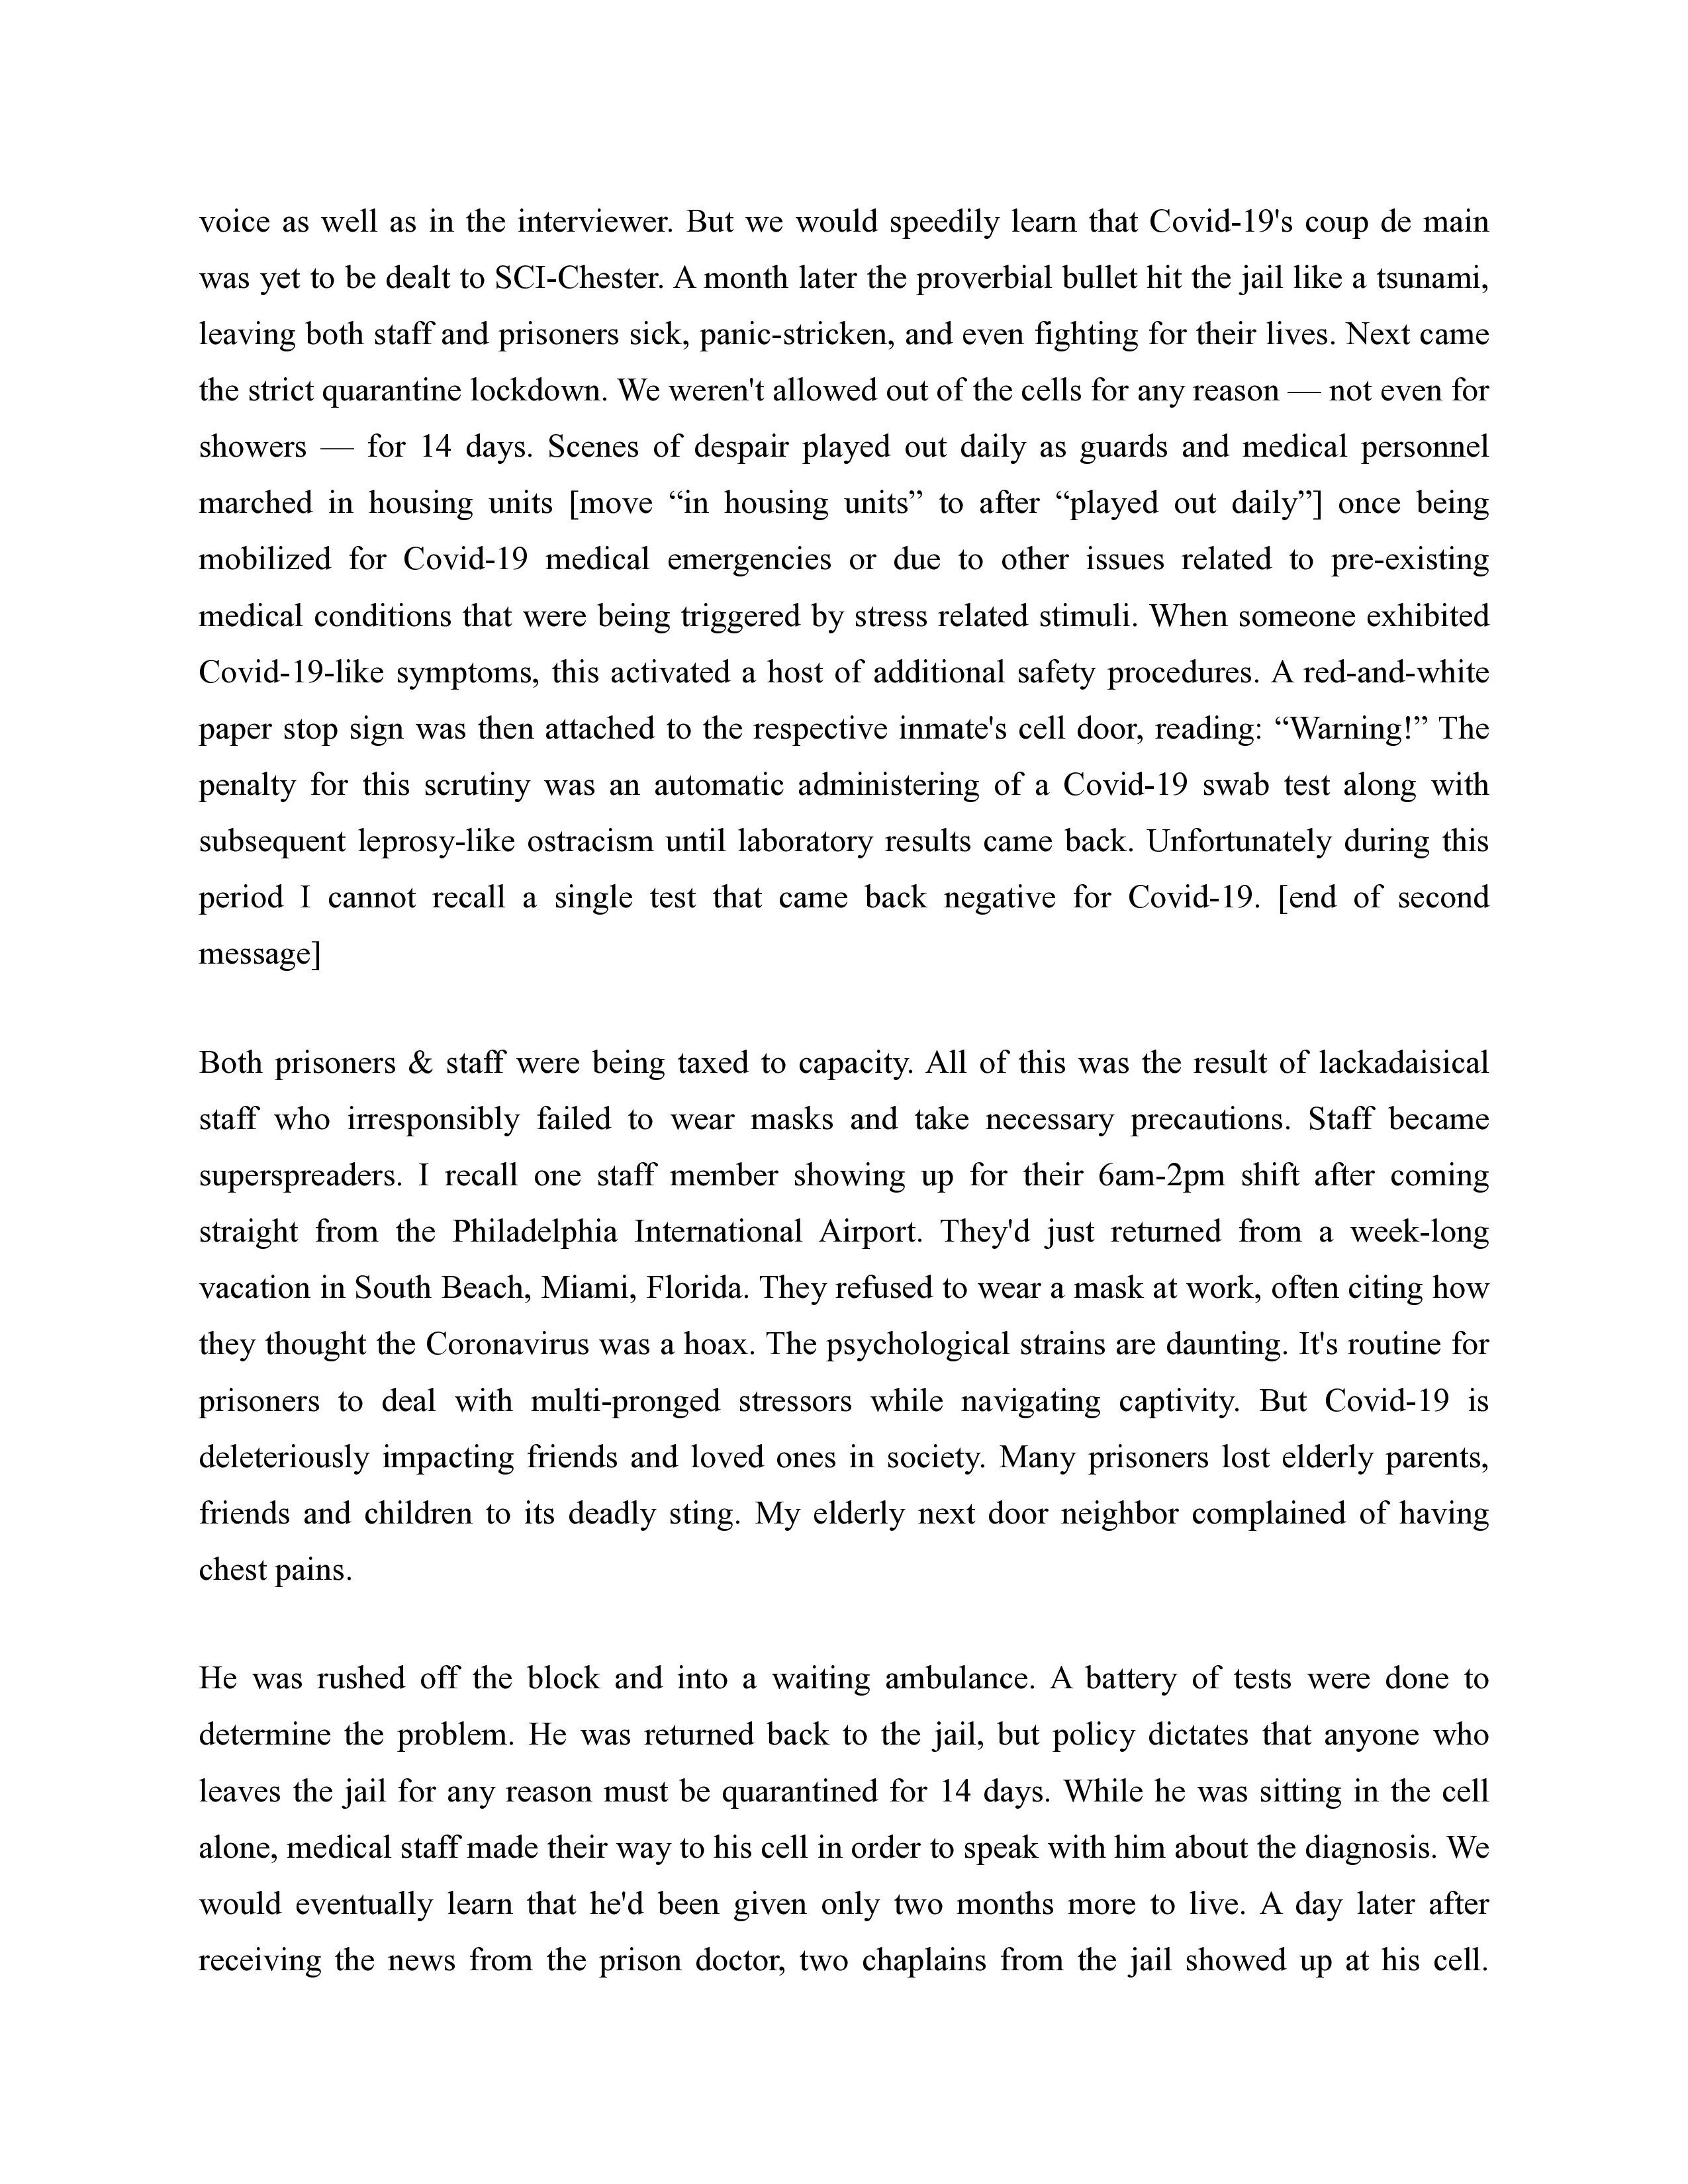 voice as well as in the interviewer. But we would speedily learn that Covid-19's coup de main
was yet to be dealt to SCI-Chester. A month later the proverbial bullet hit the jail like a tsunami,
leaving both staff and prisoners sick, panic-stricken, and even fighting for their lives. Next came
the strict quarantine lockdown. We weren't allowed out of the cells for any reason — not even for
showers — for 14 days. Scenes of despair played out daily as guards and medical personnel
marched in housing units [move “in housing units” to after “played out daily”] once being
mobilized for Covid-19 medical emergencies or due to other issues related to pre-existing
medical conditions that were being triggered by stress related stimuli. When someone exhibited
Covid-19-like symptoms, this activated a host of additional safety procedures. A red-and-white
paper stop sign was then attached to the respective inmate's cell door, reading: “Warning!” The
penalty for this scrutiny was an automatic administering of a Covid-19 swab test along with
subsequent leprosy-like ostracism until laboratory results came back. Unfortunately during this
period I cannot recall a single test that came back negative for Covid-19. [end of second
message]
Both prisoners & staff were being taxed to capacity. All of this was the result of lackadaisical
staff who irresponsibly failed to wear masks and take necessary precautions. Staff became
superspreaders. I recall one staff member showing up for their 6am-2pm shift after coming
straight from the Philadelphia International Airport. They'd just returned from a week-long
vacation in South Beach, Miami, Florida. They refused to wear a mask at work, often citing how
they thought the Coronavirus was a hoax. The psychological strains are daunting. It's routine for
prisoners to deal with multi-pronged stressors while navigating captivity. But Covid-19 is
deleteriously impacting friends and loved ones in society. Many prisoners lost elderly parents,
friends and children to its deadly sting. My elderly next door neighbor complained of having
chest pains.
He was rushed off the block and into a waiting ambulance. A battery of tests were done to
determine the problem. He was returned back to the jail, but policy dictates that anyone who
leaves the jail for any reason must be quarantined for 14 days. While he was sitting in the cell
alone, medical staff made their way to his cell in order to speak with him about the diagnosis. We
would eventually learn that he'd been given only two months more to live. A day later after
receiving the news from the prison doctor, two chaplains from the jail showed up at his cell.